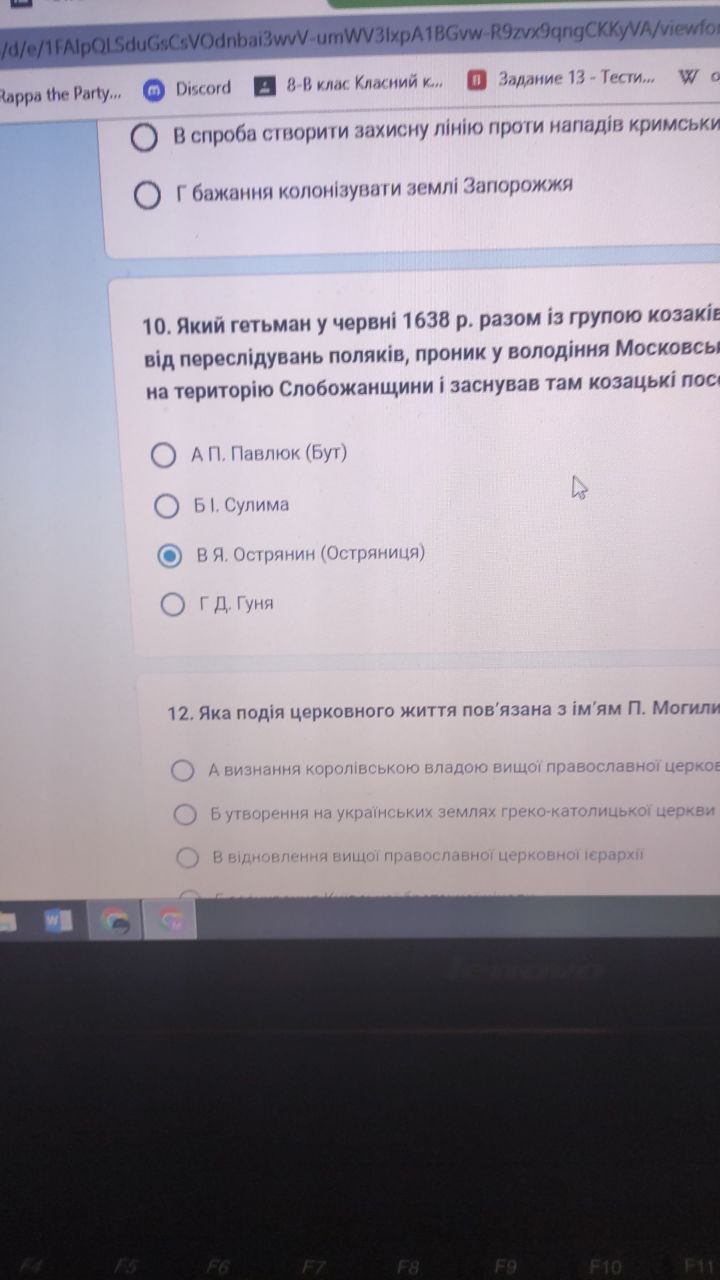 /d/e/1FAIpQLSduGsCsVOdnbai3wvV-umWV3IxpA1BGvw-R9zvx9qngCKKyVA/viewfo
Rappa the Party... Discord 8-В клас Класний к... Задание 13 - Тести... W
В спроба створити захисну лінію проти нападів кримськи
Г бажання колонізувати землі Запорожжя
10. Який гетьман у червні 1638 р. разом із групою козаків
від переслідувань поляків, проник у володіння Московсь
на територію Слобожанщини і заснував там козацькі посе
А П. Павлюк (Бут)
Б І. Сулима
В Я. Острянин (Остряниця)
Г Д. Гуня
12. Яка подія церковного життя пов'язана з ім'ям П. Могили
А визнання королівською владою вищої православної церков
Б утворення на українських землях греко-католицької церкви
В відновлення вищої православної церковної ієрархії
W
lenovo
F4 F5 F6 F7 F8 F9 F10 F11